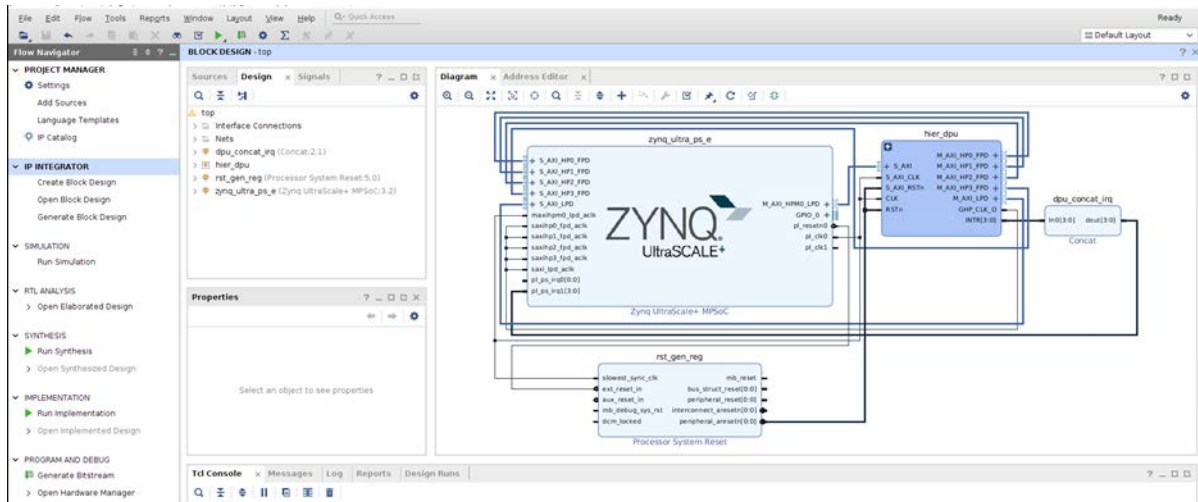 File Edit Flow Tools Reports Window Layout View Help Quick Access Ready
Default Layout
Flow Navigator
BLOCK DESIGN - top
PROJECT MANAGER
Settings
Add Sources
Language Templates
IP Catalog
IP INTEGRATOR
Create Block Design
Open Block Design
Generate Block Design
SIMULATION
Run Simulation
RTL ANALYSIS
Open Elaborated Design
SYNTHESIS
Run Synthesis
Open Synthesized Design
IMPLEMENTATION
Run Implementation
Open Implemented Design
PROGRAM AND DEBUG
Generate Bitstream
Open Hardware Manager
Sources Design Signals
top
Interface Connections
Nets
dpu_concat_irq (Concat:2.1)
hier_dpu
rst_gen_reg (Processor System Reset:5.0)
zynq_ultra_ps_e (Zynq UltraScale+ MPSoC:3.2)
Properties
Select an object to see properties
Diagram Address Editor
zynq_ultra_ps_e
S_AXI_HP0_FPD
S_AXI_HP1_FPD
S_AXI_HP2_FPD
S_AXI_HP3_FPD
S_AXI_LPD
maxihpm0_lpd_aclk
saxihp0_fpd_aclk
saxihp1_fpd_aclk
saxihp2_fpd_aclk
saxihp3_fpd_aclk
saxi_lpd_aclk
pl_ps_irq0[0:0]
pl_ps_irq1[3:0]
ZYNQ
UltraSCALE+
M_AXI_HPM0_LPD
GPIO_0
pl_resetn0
pl_clk0
pl_clk1
Zynq UltraScale+ MPSoC
hier_dpu
S_AXI
S_AXI_CLK
S_AXI_RSTn
CLK
RSTn
M_AXI_HP0_FPD
M_AXI_HP1_FPD
M_AXI_HP2_FPD
M_AXI_HP3_FPD
M_AXI_LPD
GHP_CLK_O
INTR[3:0]
dpu_concat_irq
In0[3:0] dout[3:0]
Concat
rst_gen_reg
slowest_sync_clk
ext_reset_in
aux_reset_in
mb_debug_sys_rst
dcm_locked
mb_reset
bus_struct_reset[0:0]
peripheral_reset[0:0]
interconnect_aresetn[0:0]
peripheral_aresetn[0:0]
Processor System Reset
Tcl Console Messages Log Reports Design Runs